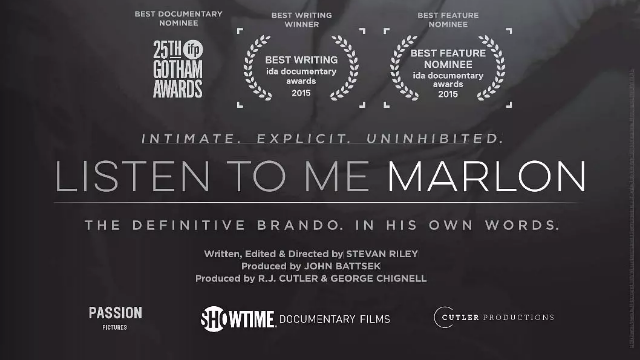 BEST DOCUMENTARY
NOMINEE
25TH ifp
GOTHAM
AWARDS
BEST WRITING
WINNER
BEST WRITING
ida documentary
awards
2015
BEST FEATURE
NOMINEE
BEST FEATURE
NOMINEE
ida documentary
awards
2015
INTIMATE. EXPLICIT. UNINHIBITED.
LISTEN TO ME MARLON
THE DEFINITIVE BRANDO. IN HIS OWN WORDS.
Written, Edited & Directed by STEVAN RILEY
Produced by JOHN BATTSEK
Produced by R.J. CUTLER & GEORGE CHIGNELL
PASSION
PICTURES
SHOWTIME. DOCUMENTARY FILMS
CUTLER PRODUCTIONS